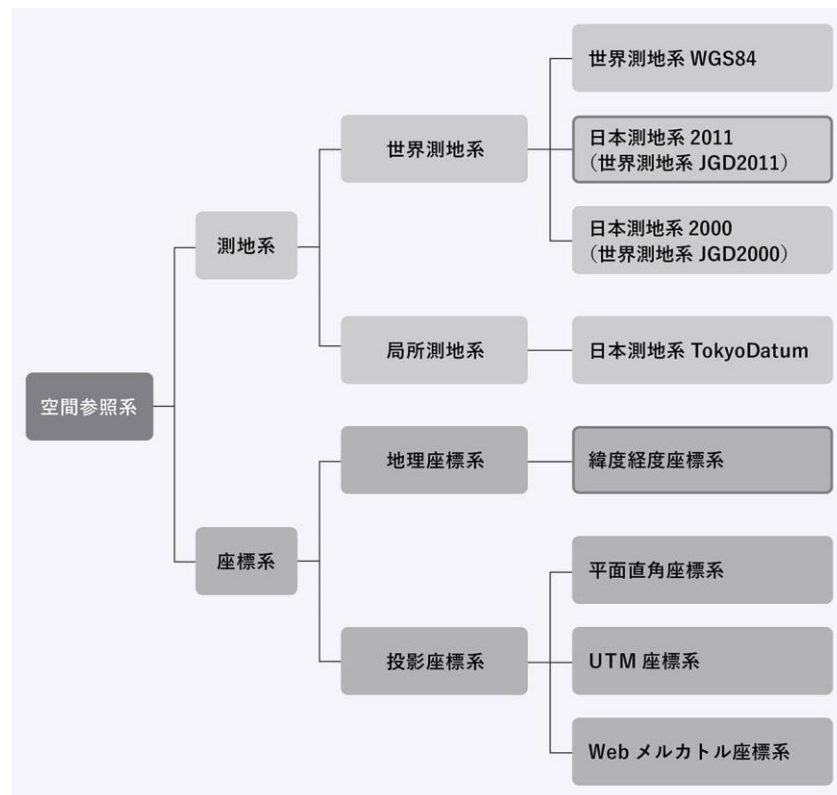 空間参照系
測地系
世界測地系
世界測地系 WGS84
日本測地系 2011
(世界測地系 JGD2011)
日本測地系 2000
(世界測地系 JGD2000)
局所測地系
日本測地系 TokyoDatum
座標系
地理座標系
緯度経度座標系
投影座標系
平面直角座標系
UTM 座標系
Web メルカトル座標系